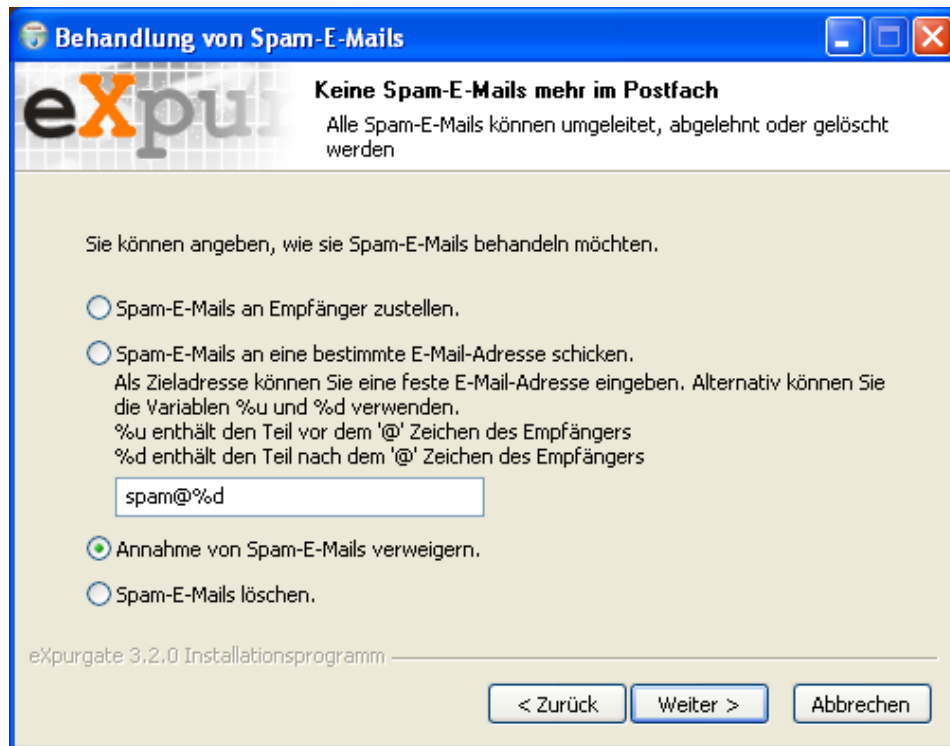 Behandlung von Spam-E-Mails
eXpur
Keine Spam-E-Mails mehr im Postfach
Alle Spam-E-Mails können umgeleitet, abgelehnt oder gelöscht
werden
Sie können angeben, wie sie Spam-E-Mails behandeln möchten.
Spam-E-Mails an Empfänger zustellen.
Spam-E-Mails an eine bestimmte E-Mail-Adresse schicken.
Als Zieladresse können Sie eine feste E-Mail-Adresse eingeben. Alternativ können Sie
die Variablen %u und %d verwenden.
%u enthält den Teil vor dem '@' Zeichen des Empfängers
%d enthält den Teil nach dem '@' Zeichen des Empfängers
spam@%d
Annahme von Spam-E-Mails verweigern.
Spam-E-Mails löschen.
eXpurgate 3.2.0 Installationsprogramm
< Zurück Weiter > Abbrechen